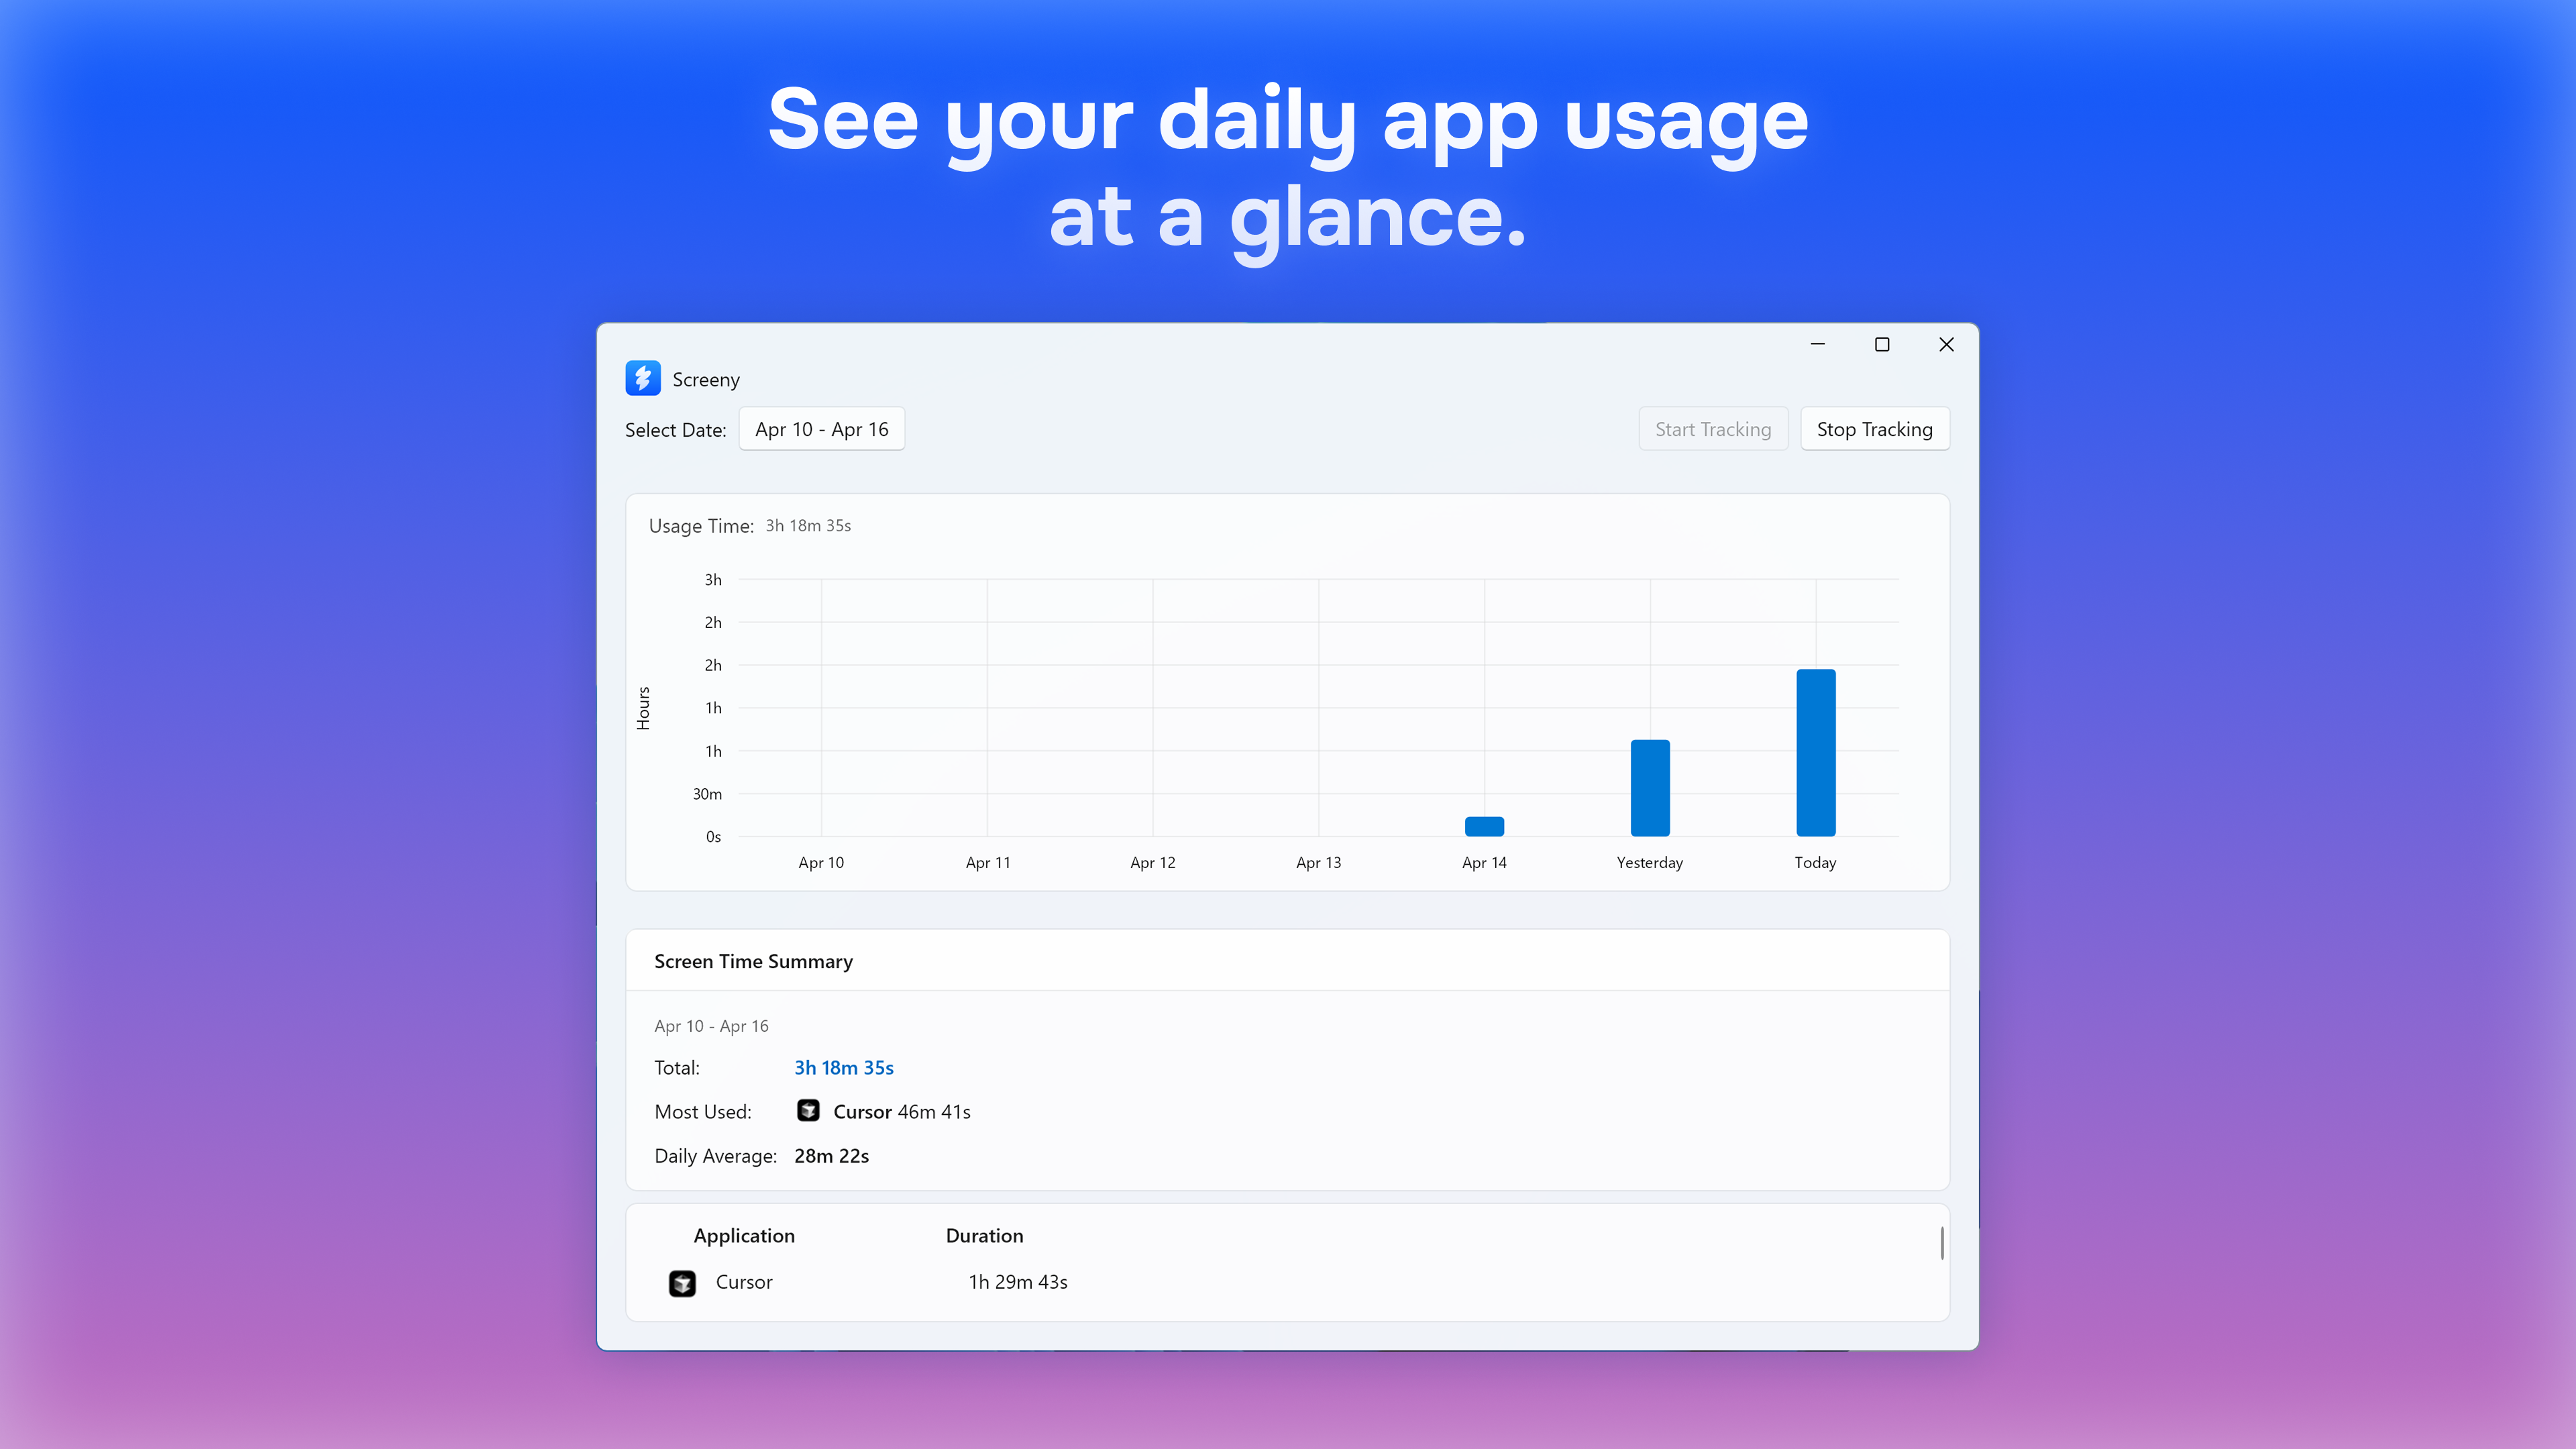 See your daily app usage
at a glance.
Screeny
Select Date: Apr 10 - Apr 16 Start Tracking Stop Tracking
Usage Time: 3h 18m 35s
3h
2h
2h
1h
1h
30m
0s
Hours
Apr 10 Apr 11 Apr 12 Apr 13 Apr 14 Yesterday Today
Screen Time Summary
Apr 10 - Apr 16
Total: 3h 18m 35s
Most Used: Cursor 46m 41s
Daily Average: 28m 22s
Application Duration
Cursor 1h 29m 43s